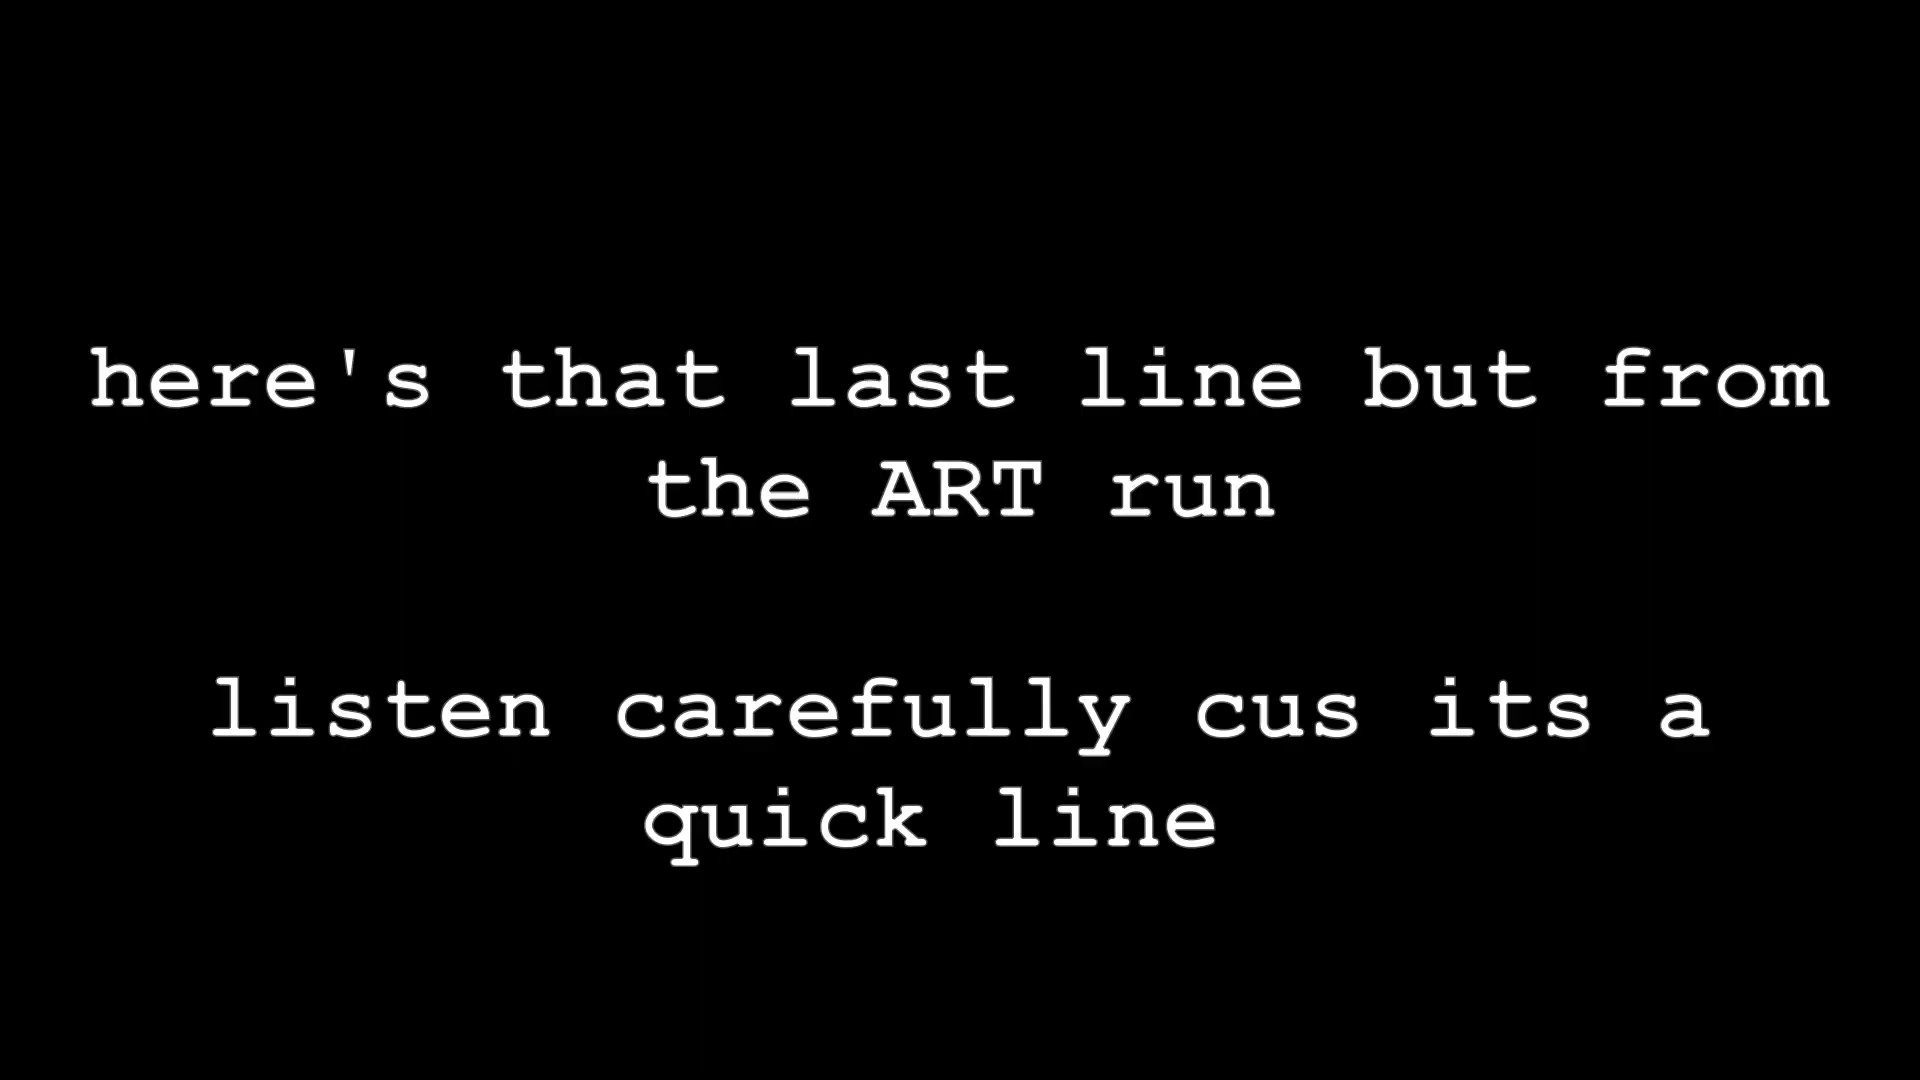 here's that last line but from
the ART run
listen carefully cus its a
quick line